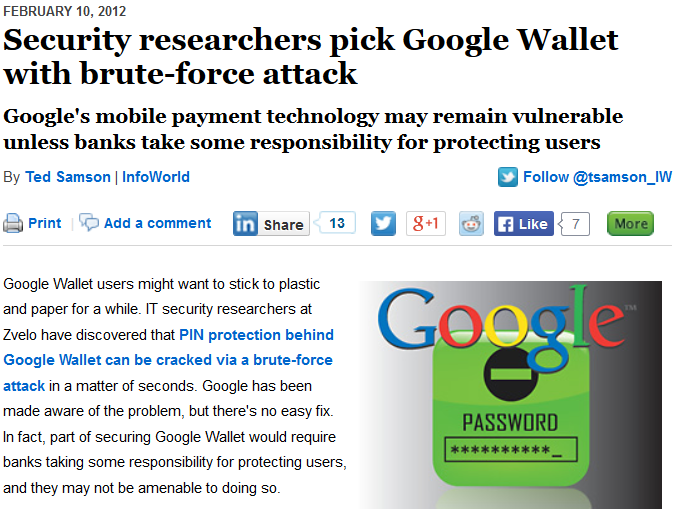 FEBRUARY 10, 2012
Security researchers pick Google Wallet
with brute-force attack
Google's mobile payment technology may remain vulnerable
unless banks take some responsibility for protecting users
By Ted Samson | InfoWorld
Follow @tsamson_IW
Print | Add a comment
in Share 13
g+1
f Like 7
More
Google Wallet users might want to stick to plastic
and paper for a while. IT security researchers at
Zvelo have discovered that PIN protection behind
Google Wallet can be cracked via a brute-force
attack in a matter of seconds. Google has been
made aware of the problem, but there's no easy fix.
In fact, part of securing Google Wallet would require
banks taking some responsibility for protecting users,
and they may not be amenable to doing so.
Google™
PASSWORD
**********_